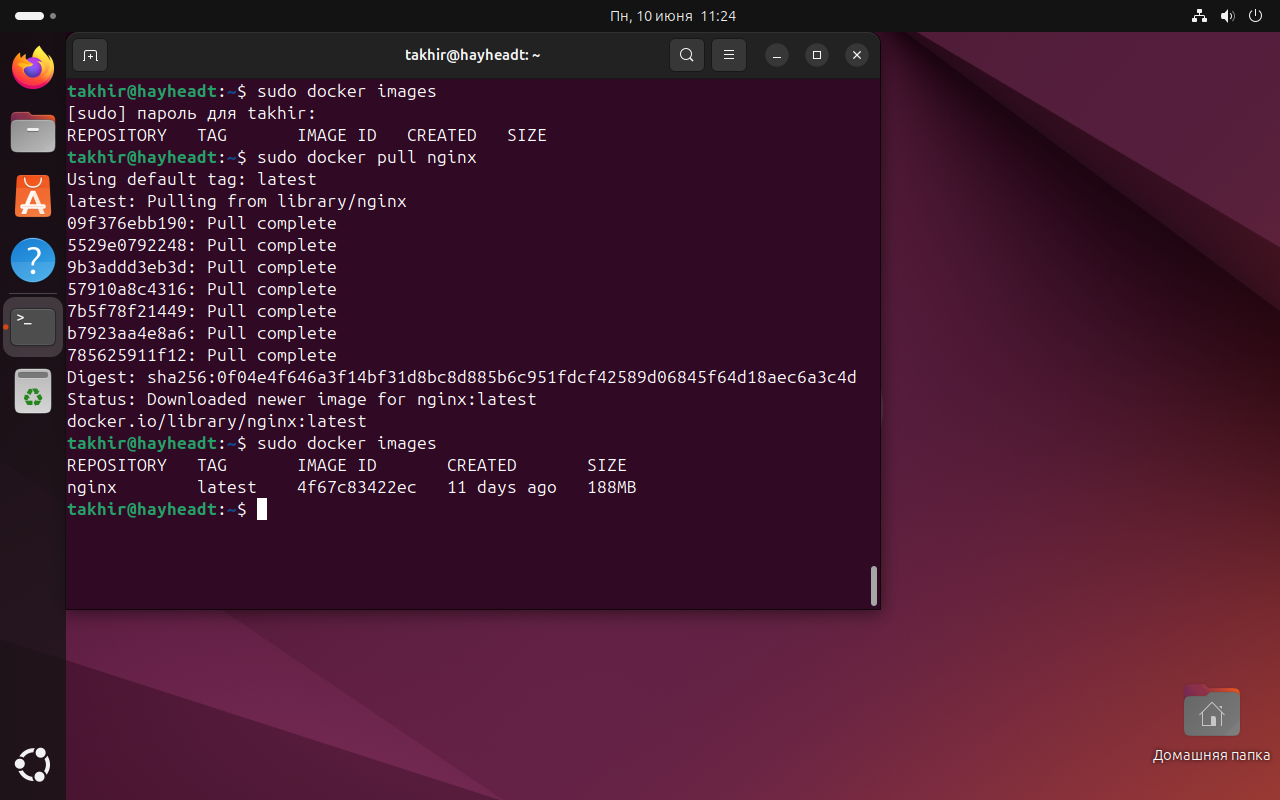 Пн, 10 июня 11:24
takhir@hayheadt: ~
takhir@hayheadt:~$ sudo docker images
[sudo] пароль для takhir:
REPOSITORY   TAG       IMAGE ID   CREATED   SIZE
takhir@hayheadt:~$ sudo docker pull nginx
Using default tag: latest
latest: Pulling from library/nginx
09f376ebb190: Pull complete
5529e0792248: Pull complete
9b3addd3eb3d: Pull complete
57910a8c4316: Pull complete
7b5f78f21449: Pull complete
b7923aa4e8a6: Pull complete
785625911f12: Pull complete
Digest: sha256:0f04e4f646a3f14bf31d8bc8d885b6c951fdcf42589d06845f64d18aec6a3c4d
Status: Downloaded newer image for nginx:latest
docker.io/library/nginx:latest
takhir@hayheadt:~$ sudo docker images
REPOSITORY   TAG       IMAGE ID       CREATED       SIZE
nginx        latest    4f67c83422ec   11 days ago   188MB
takhir@hayheadt:~$
Домашняя папка